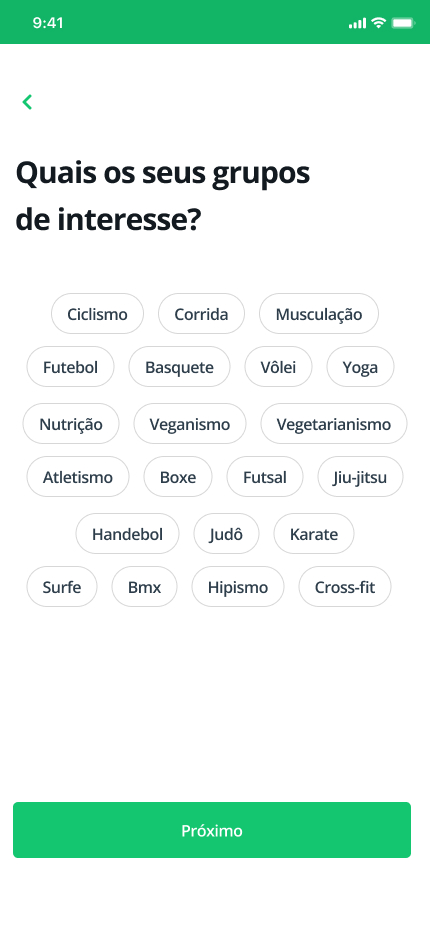 9:41
Quais os seus grupos
de interesse?
Ciclismo Corrida Musculação
Futebol Basquete Vôlei Yoga
Nutrição Veganismo Vegetarianismo
Atletismo Boxe Futsal Jiu-jitsu
Handebol Judô Karate
Surfe Bmx Hipismo Cross-fit
Próximo